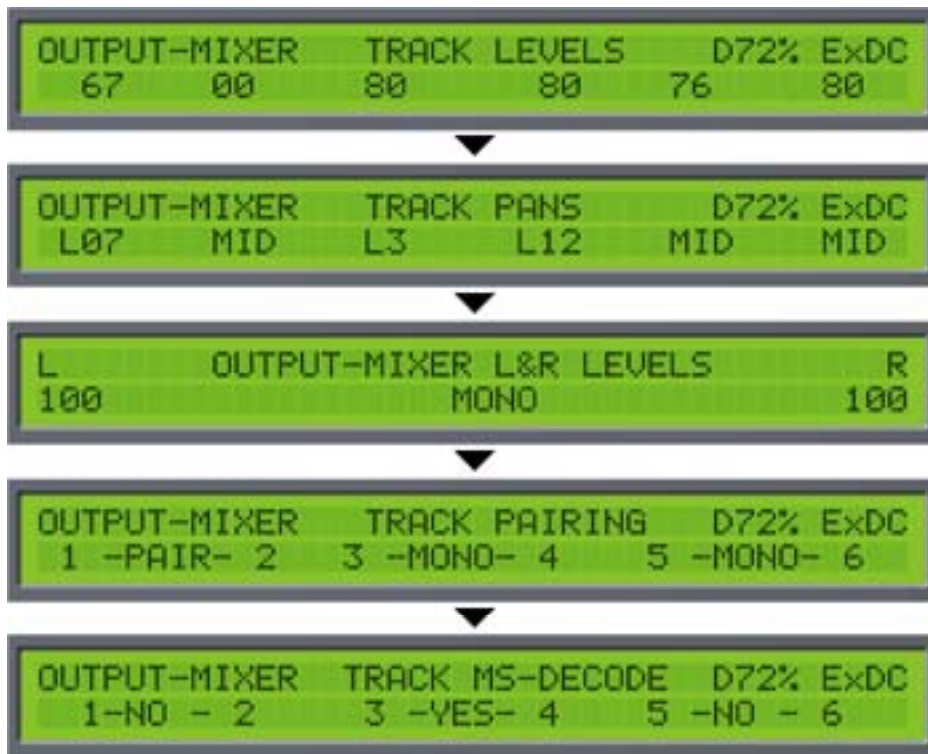 OUTPUT-MIXER TRACK LEVELS D72% ExDC
67 00 80 80 76 80
OUTPUT-MIXER TRACK PANS D72% ExDC
L07 MID L3 L12 MID MID
L OUTPUT-MIXER L&R LEVELS R
100 MONO 100
OUTPUT-MIXER TRACK PAIRING D72% ExDC
1 -PAIR- 2 3 -MONO- 4 5 -MONO- 6
OUTPUT-MIXER TRACK MS-DECODE D72% ExDC
1-NO - 2 3 -YES- 4 5 -NO - 6